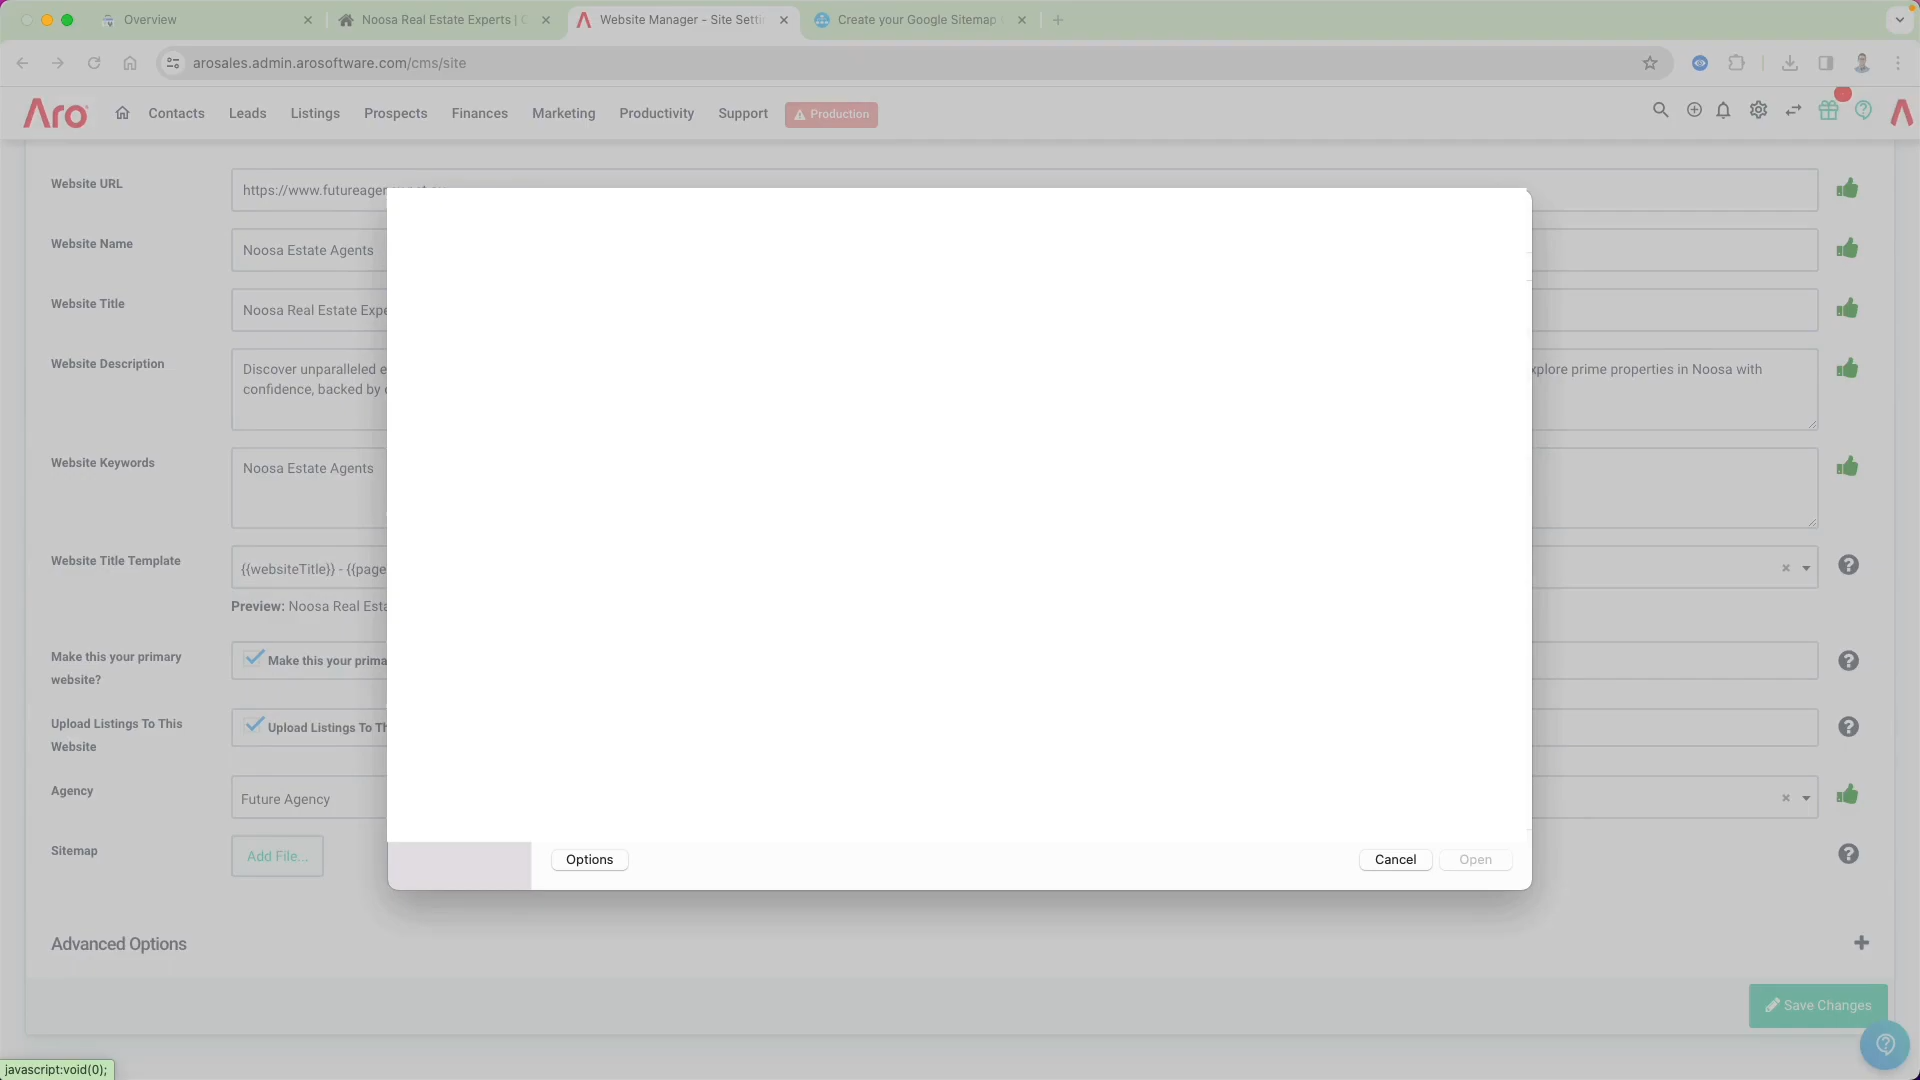 Overview
Noosa Real Estate Experts |
Website Manager - Site Setti
Create your Google Sitemap
arosales.admin.arosoftware.com/cms/site
Aro
Contacts
Leads
Listings
Prospects
Finances
Marketing
Productivity
Support
Production
Website URL
https://www.futureager
Website Name
Noosa Estate Agents
Website Title
Noosa Real Estate Expe
Website Description
Discover unparalleled e
xplore prime properties in Noosa with
confidence, backed by
Website Keywords
Noosa Estate Agents
Website Title Template
{{websiteTitle}} - {{page
Preview: Noosa Real Esta
Make this your primary
website?
Make this your prima
Upload Listings To This
Website
Upload Listings To Th
Agency
Future Agency
Sitemap
Add File...
Options
Cancel
Open
Advanced Options
Save Changes
javascript:void(0);